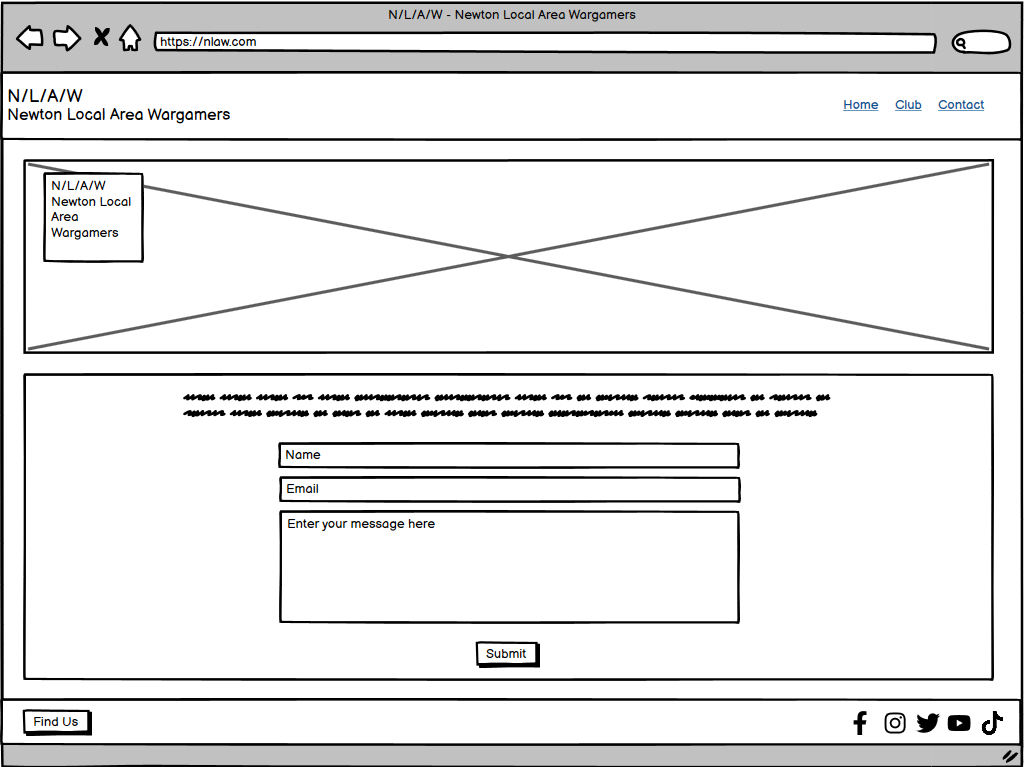 N/L/A/W - Newton Local Area Wargamers
https://nlaw.com
N/L/A/W
Newton Local Area Wargamers
Home Club Contact
N/L/A/W
Newton Local
Area
Wargamers
Name
Email
Enter your message here
Submit
Find Us